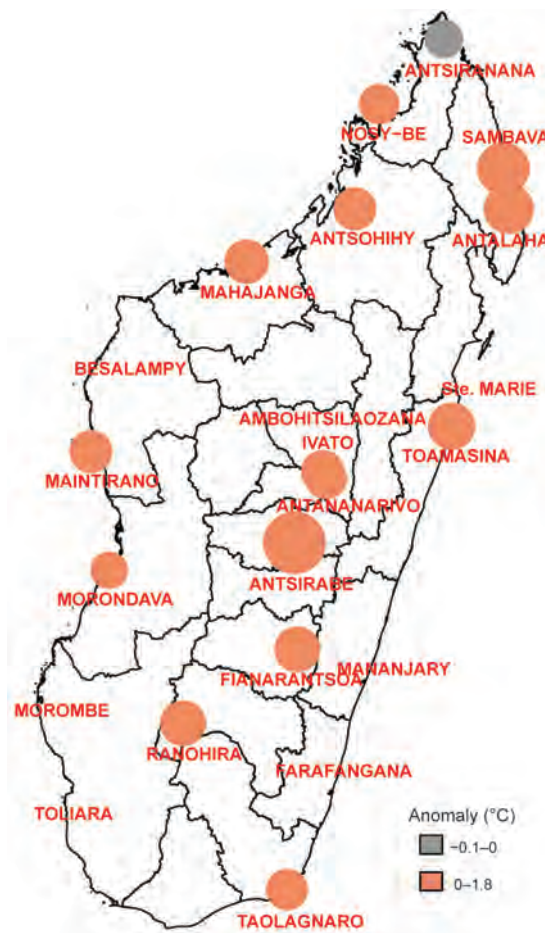 ANTSIRANANA
NOSY-BE
SAMBAVA
ANTSOHIHY
ANTALAHA
MAHAJANGA
BESALAMPY
Ste. MARIE
AMBOHITSILAOZANA
IVATO
TOAMASINA
MAINTIRANO
ANTANANARIVO
ANTSIRABE
MORONDAVA
MANANJARY
FIANARANTSOA
MOROMBE
RANOHIRA
FARAFANGANA
TOLIARA
Anomaly (°C)
−0.1–0
0–1.8
TAOLAGNARO